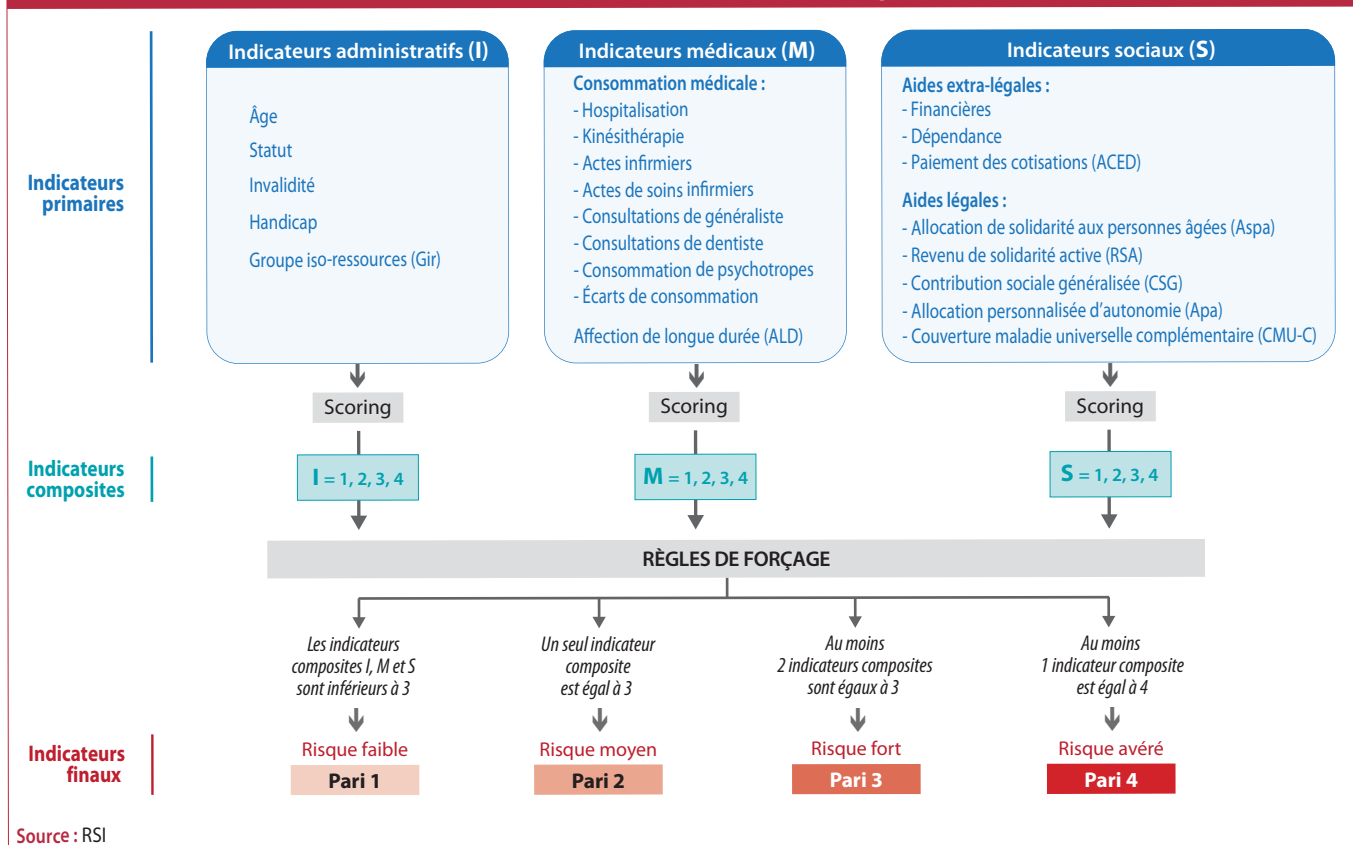 Indicateurs administratifs (I)
Âge
Statut
Invalidité
Handicap
Groupe iso-ressources (Gir)
Indicateurs médicaux (M)
Consommation médicale :
- Hospitalisation
- Kinésithérapie
- Actes infirmiers
- Actes de soins infirmiers
- Consultations de généraliste
- Consultations de dentiste
- Consommation de psychotropes
- Écarts de consommation
Affection de longue durée (ALD)
Indicateurs sociaux (S)
Aides extra-légales :
- Financières
- Dépendance
- Paiement des cotisations (ACED)
Aides légales :
- Allocation de solidarité aux personnes âgées (Aspa)
- Revenu de solidarité active (RSA)
- Contribution sociale généralisée (CSG)
- Allocation personnalisée d'autonomie (Apa)
- Couverture maladie universelle complémentaire (CMU-C)
Indicateurs
primaires
Scoring
Scoring
Scoring
Indicateurs
composites
I = 1, 2, 3, 4
M = 1, 2, 3, 4
S = 1, 2, 3, 4
RÈGLES DE FORÇAGE
Les indicateurs
composites I, M et S
sont inférieurs à 3
Un seul indicateur
composite
est égal à 3
Au moins
2 indicateurs composites
sont égaux à 3
Au moins
1 indicateur composite
est égal à 4
Indicateurs
finaux
Risque faible
Pari 1
Risque moyen
Pari 2
Risque fort
Pari 3
Risque avéré
Pari 4
Source : RSI